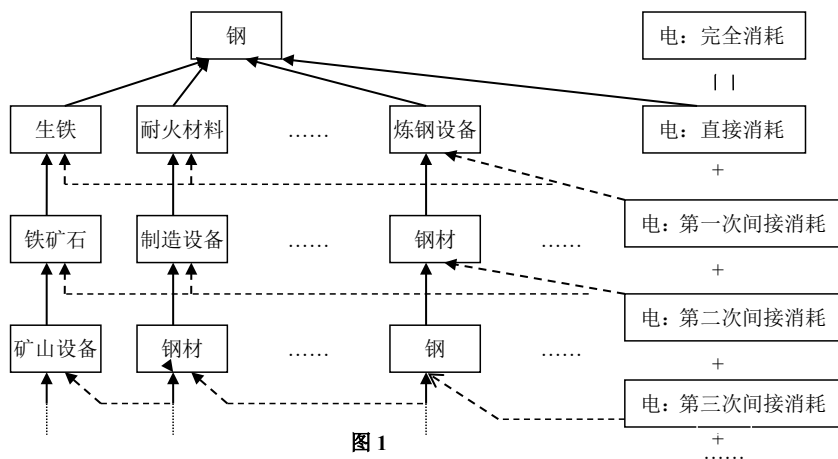 钢
电：完全消耗
||
生铁
耐火材料
……
炼钢设备
电：直接消耗
+
电：第一次间接消耗
铁矿石
制造设备
……
钢材
……
+
电：第二次间接消耗
矿山设备
钢材
……
钢
……
+
电：第三次间接消耗
+
……
图 1